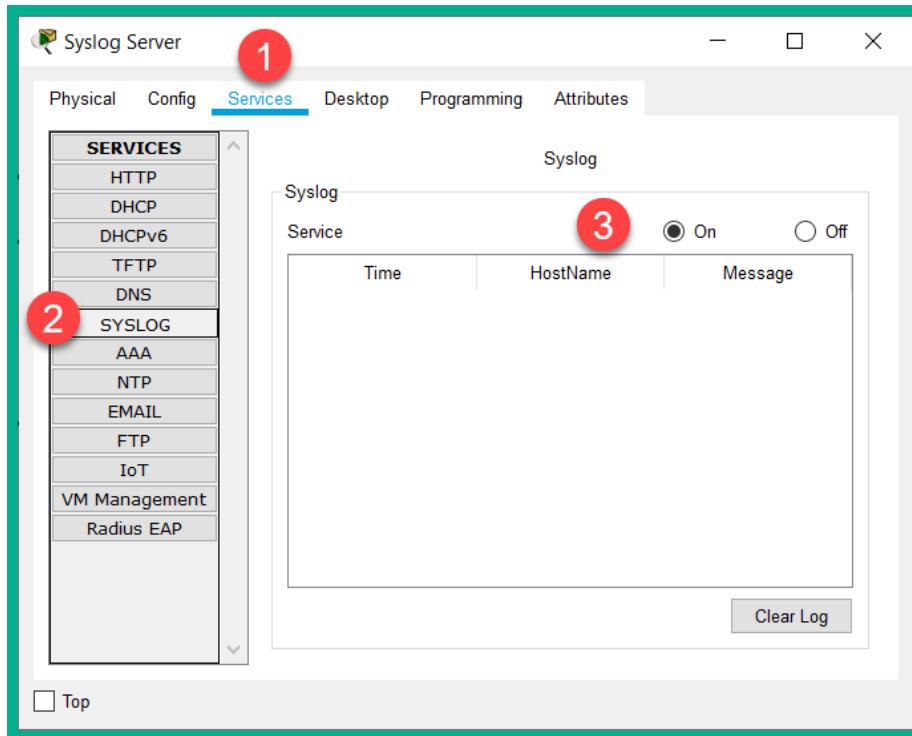 Syslog Server
1
Physical Config Services Desktop Programming Attributes
SERVICES
HTTP
DHCP
DHCPv6
TFTP
DNS
2
SYSLOG
AAA
NTP
EMAIL
FTP
IoT
VM Management
Radius EAP
Syslog
Syslog
Service 3 On Off
Time HostName Message
Clear Log
Top